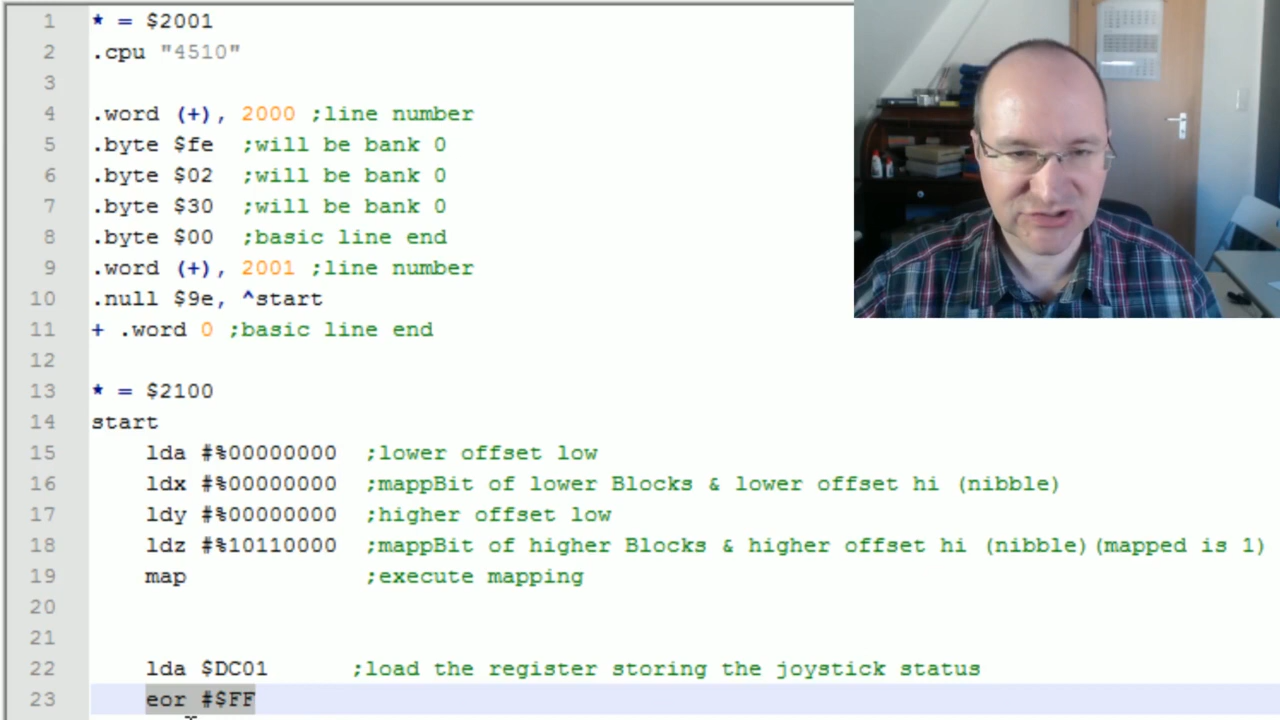 1 * = $2001
2 .cpu "4510"
3
4 .word (+), 2000 ;line number
5 .byte $fe ;will be bank 0
6 .byte $02 ;will be bank 0
7 .byte $30 ;will be bank 0
8 .byte $00 ;basic line end
9 .word (+), 2001 ;line number
10 .null $9e, ^start
11 + .word 0 ;basic line end
12
13 * = $2100
14 start
15 lda #%00000000 ;lower offset low
16 ldx #%00000000 ;mappBit of lower Blocks & lower offset hi (nibble)
17 ldy #%00000000 ;higher offset low
18 ldz #%10110000 ;mappBit of higher Blocks & higher offset hi (nibble)(mapped is 1)
19 map ;execute mapping
20
21
22 lda $DC01 ;load the register storing the joystick status
23 eor #$FF